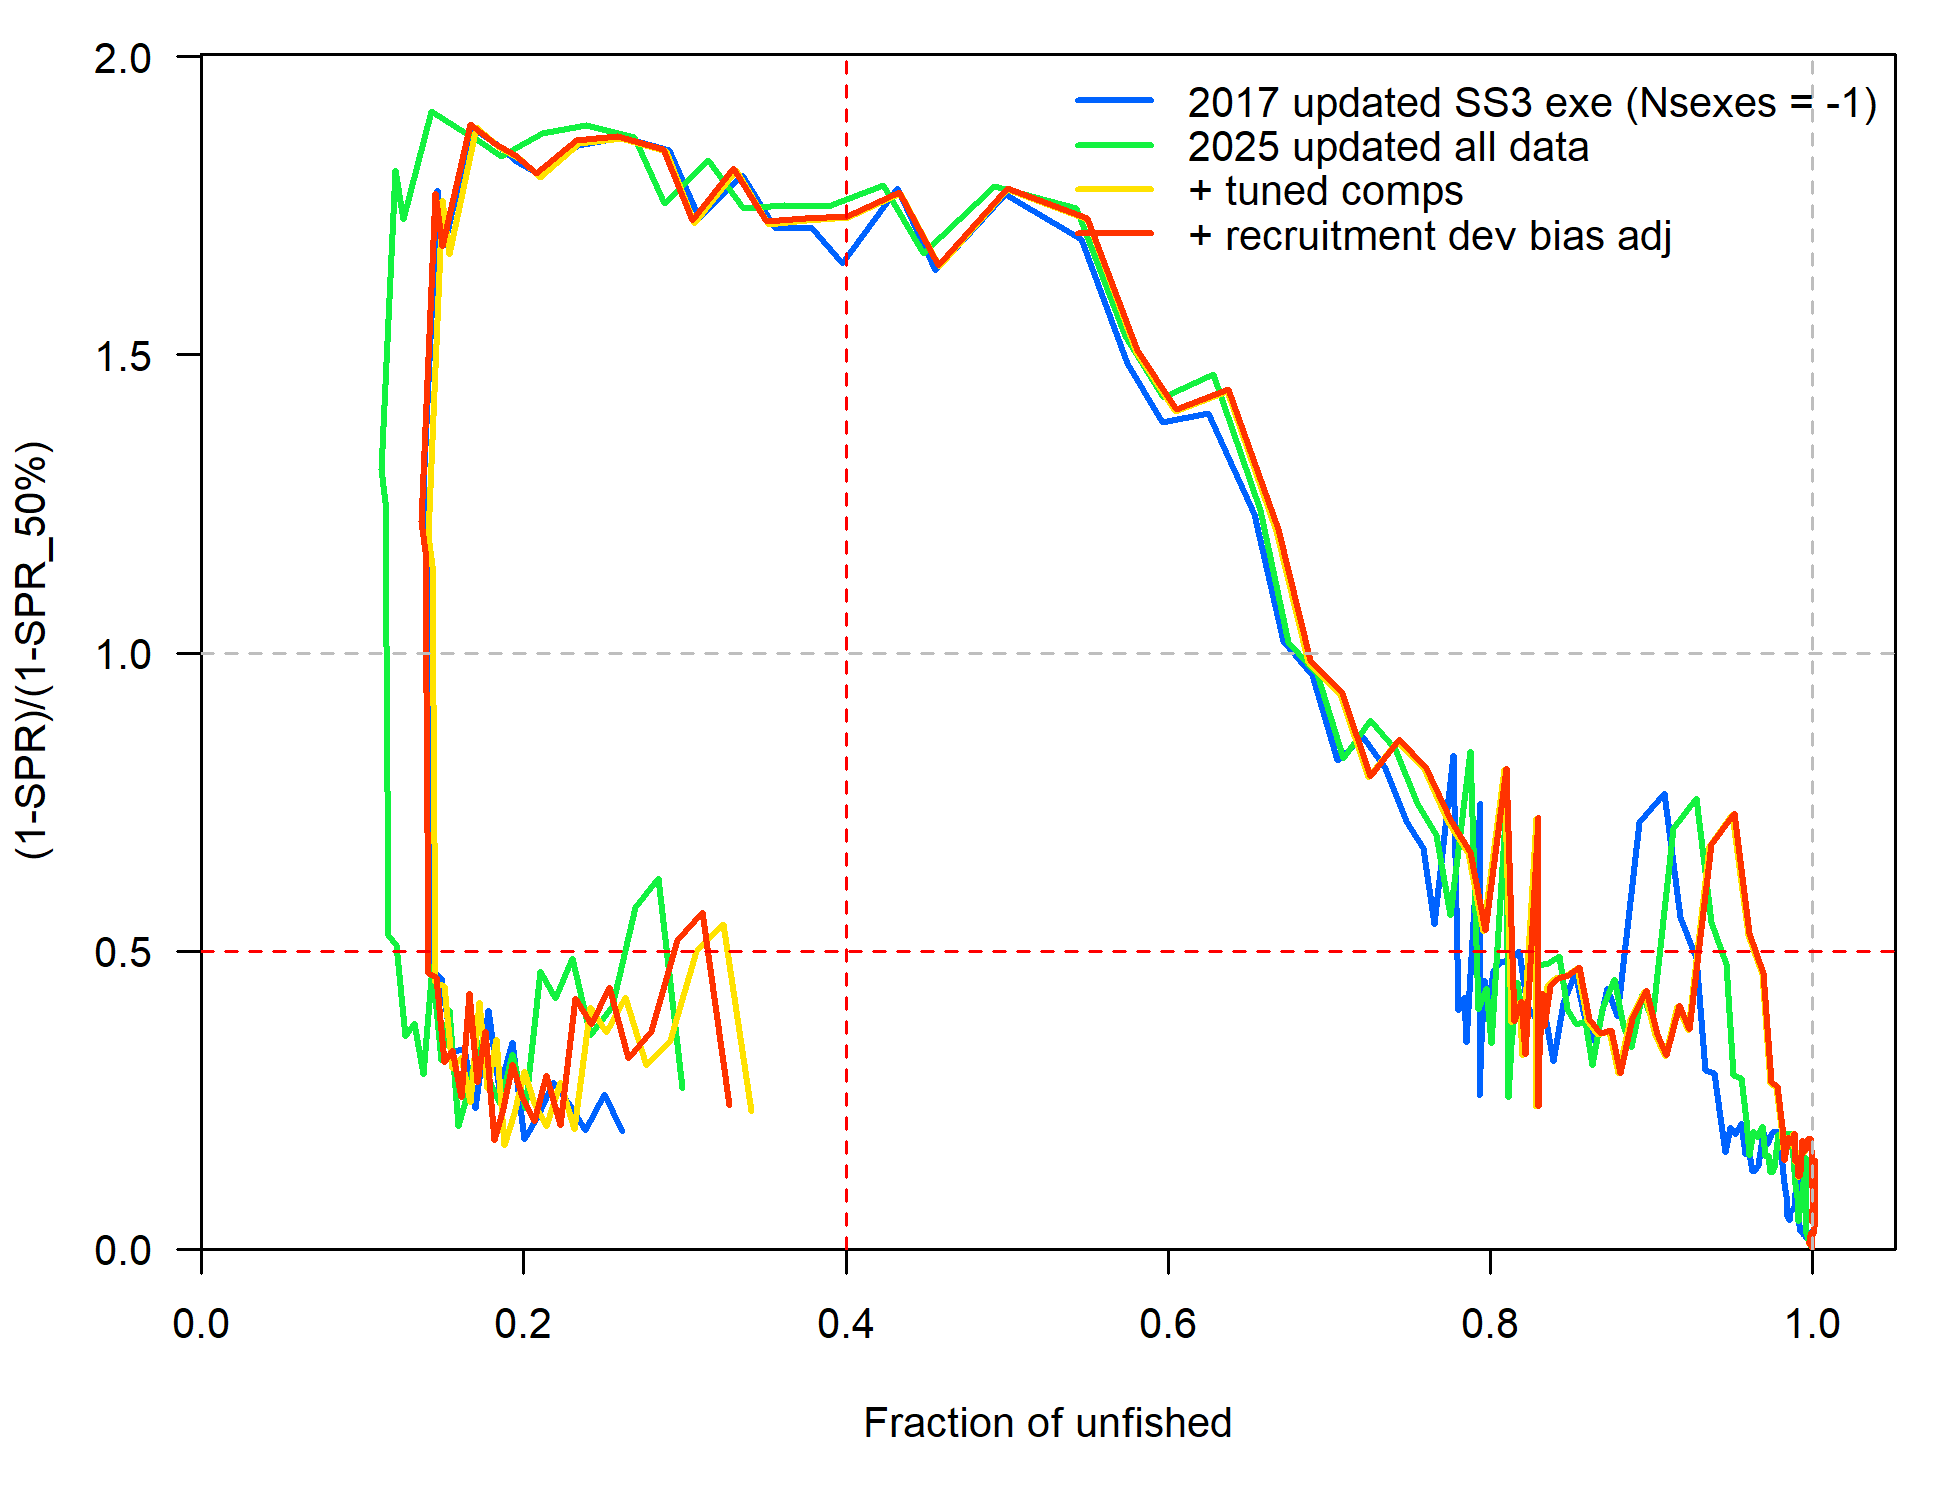 2017 updated SS3 exe (Nsexes = -1)
2025 updated all data
+ tuned comps
+ recruitment dev bias adj
(1-SPR)/(1-SPR_50%)
2.0
1.5
1.0
0.5
0.0
0.0 0.2 0.4 0.6 0.8 1.0
Fraction of unfished